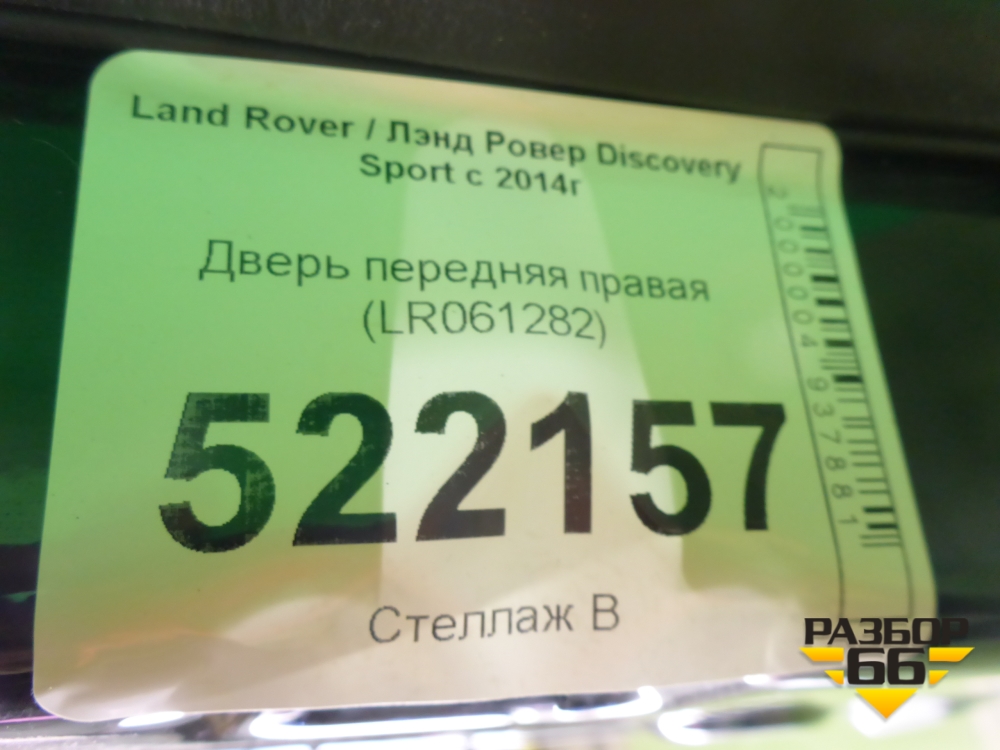 Land Rover / Лэнд Ровер Discovery
Sport с 2014г
Дверь передняя правая
(LR061282)
522157
Стеллаж В
2000004937881
РАЗБОР
66